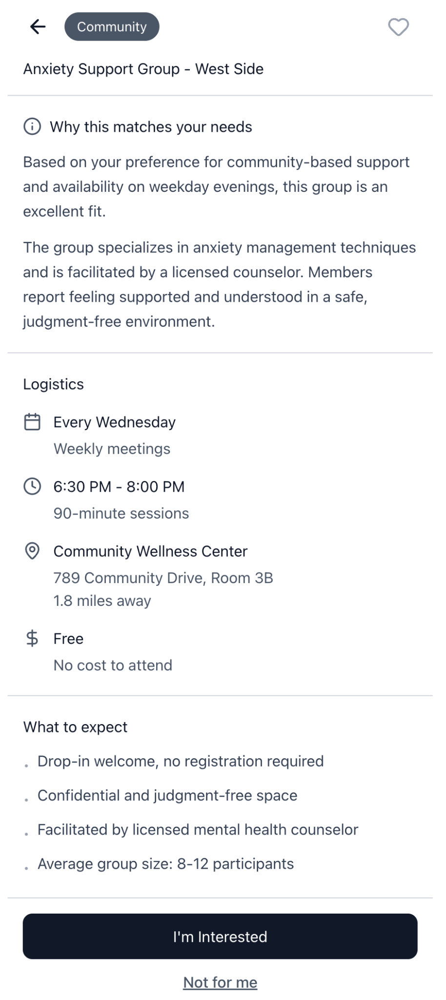 Community
Anxiety Support Group - West Side
Why this matches your needs
Based on your preference for community-based support
and availability on weekday evenings, this group is an
excellent fit.
The group specializes in anxiety management techniques
and is facilitated by a licensed counselor. Members
report feeling supported and understood in a safe,
judgment-free environment.
Logistics
Every Wednesday
Weekly meetings
6:30 PM - 8:00 PM
90-minute sessions
Community Wellness Center
789 Community Drive, Room 3B
1.8 miles away
Free
No cost to attend
What to expect
• Drop-in welcome, no registration required
• Confidential and judgment-free space
• Facilitated by licensed mental health counselor
• Average group size: 8-12 participants
I'm Interested
Not for me